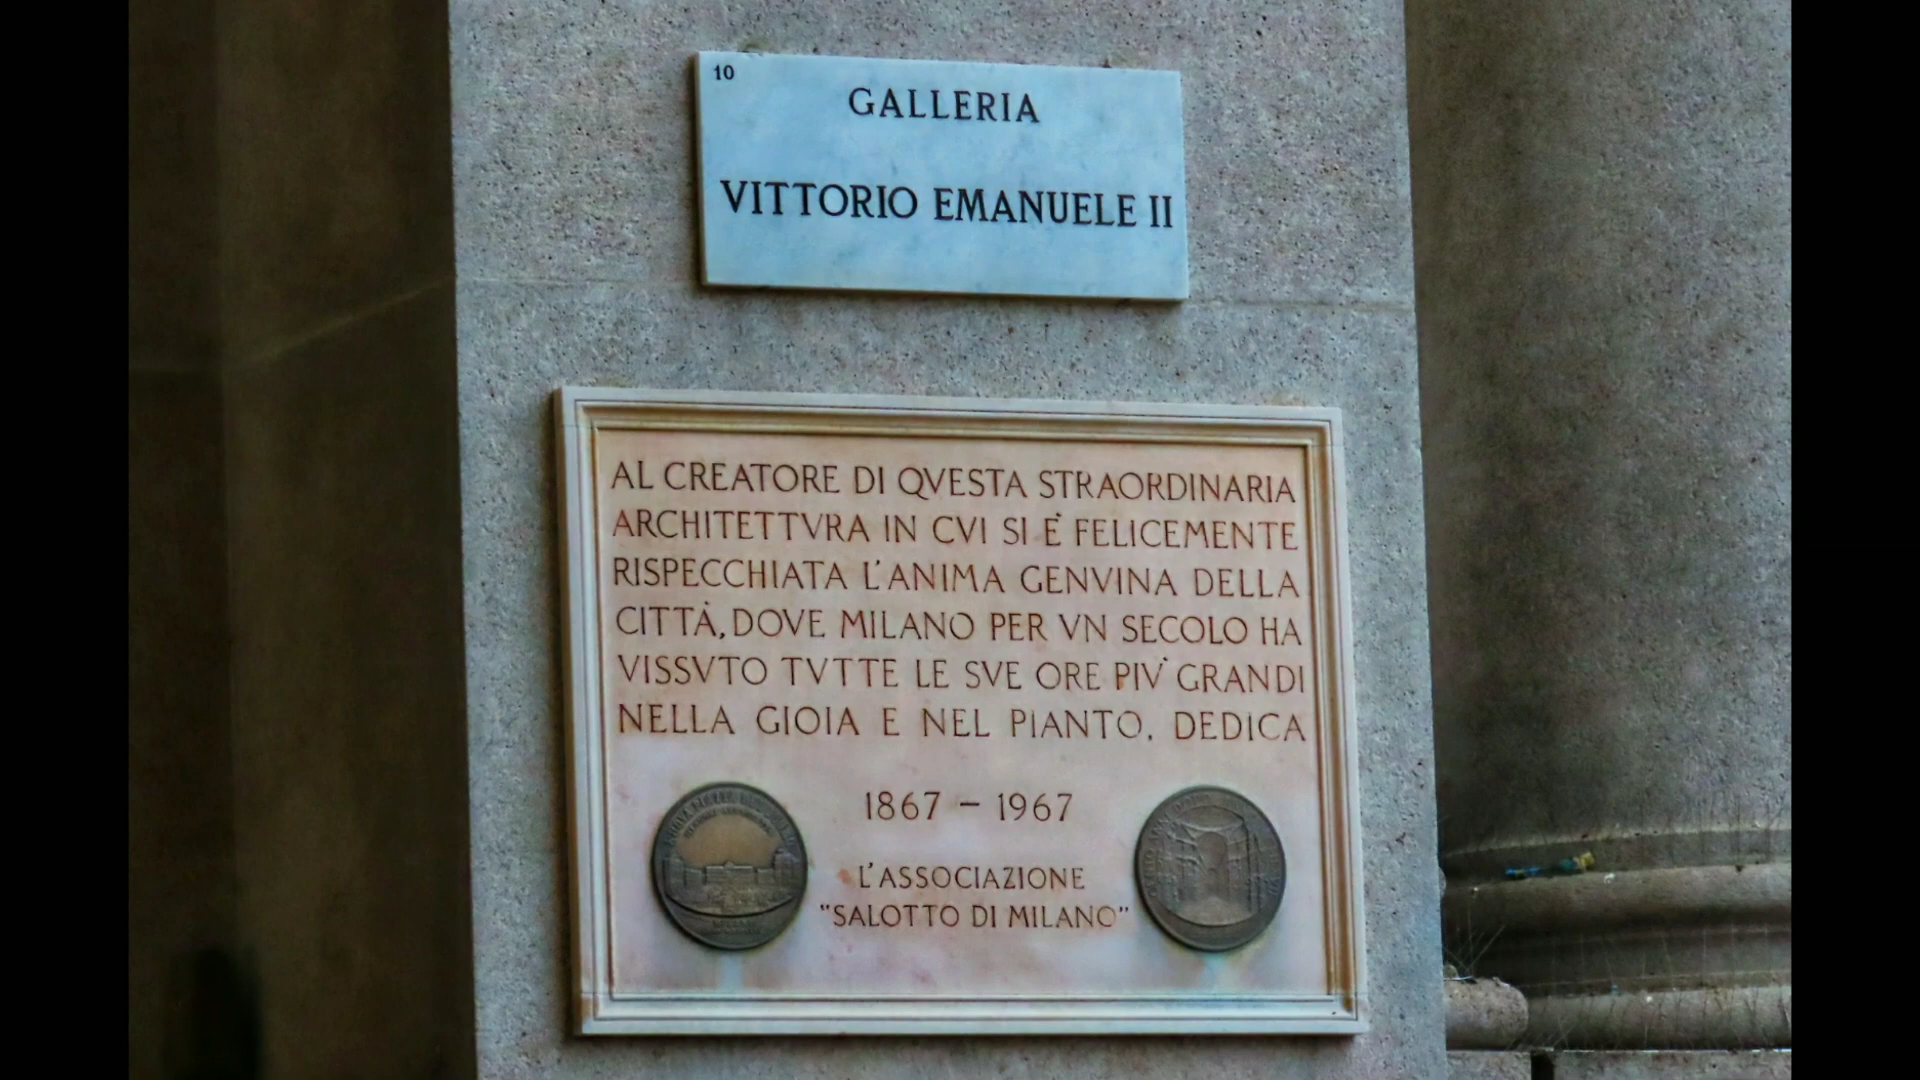 10
GALLERIA
VITTORIO EMANUELE II
AL CREATORE DI QVESTA STRAORDINARIA
ARCHITETTVRA IN CVI SI È FELICEMENTE
RISPECCHIATA L'ANIMA GENVINA DELLA
CITTÀ, DOVE MILANO PER VN SECOLO HA
VISSVTO TVTTE LE SVE ORE PIV̀ GRANDI
NELLA GIOIA E NEL PIANTO. DEDICA
1867 – 1967
L'ASSOCIAZIONE
"SALOTTO DI MILANO"